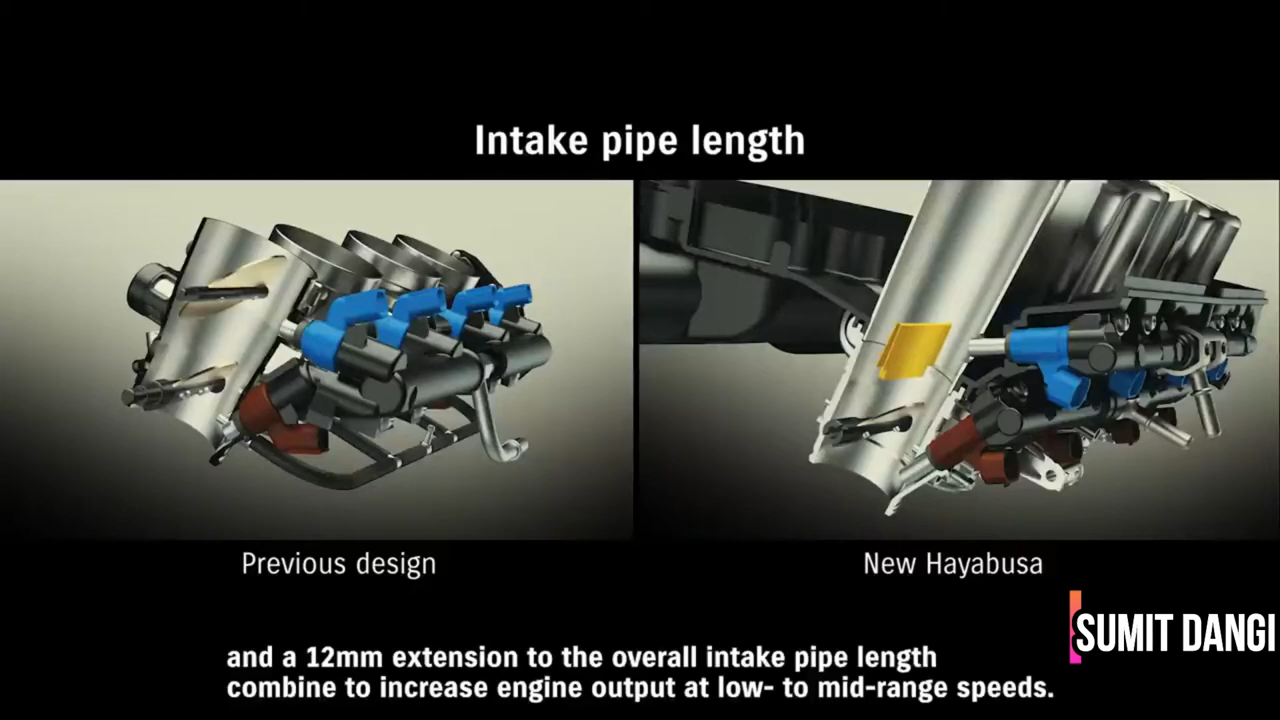 Intake pipe length
Previous design
New Hayabusa
SUMIT DANGI
and a 12mm extension to the overall intake pipe length
combine to increase engine output at low- to mid-range speeds.